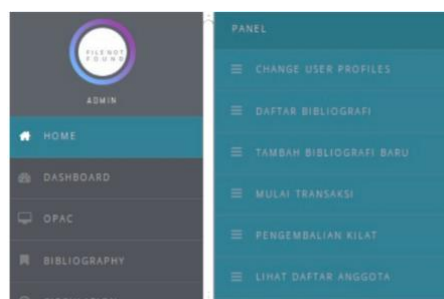 FILE NOT
FOUND
ADMIN
HOME
DASHBOARD
OPAC
BIBLIOGRAPHY
PANEL
CHANGE USER PROFILES
DAFTAR BIBLIOGRAFI
TAMBAH BIBLIOGRAFI BARU
MULAI TRANSAKSI
PENGEMBALIAN KILAT
LIHAT DAFTAR ANGGOTA